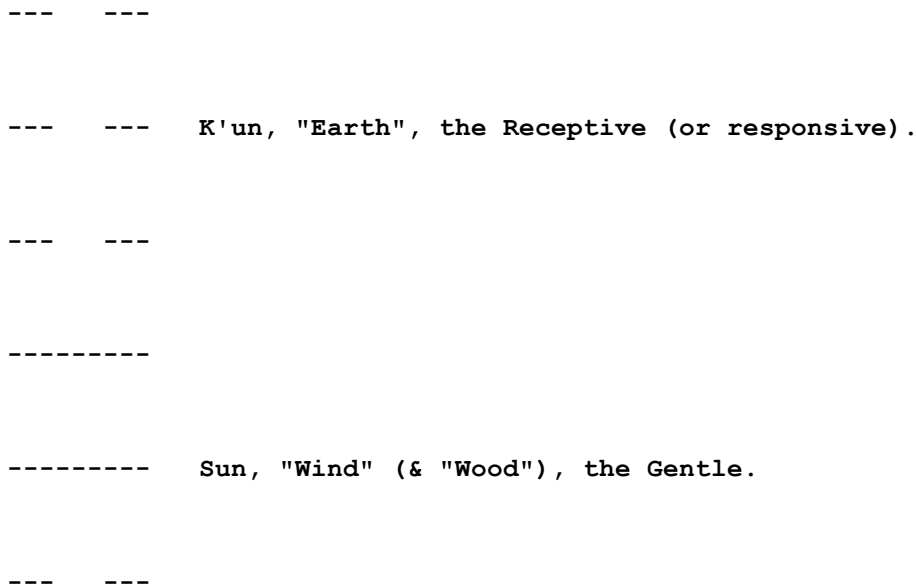 ---   ---
---   ---   K'un, "Earth", the Receptive (or responsive).
---   ---
---------
---------   Sun, "Wind" (& "Wood"), the Gentle.
---   ---